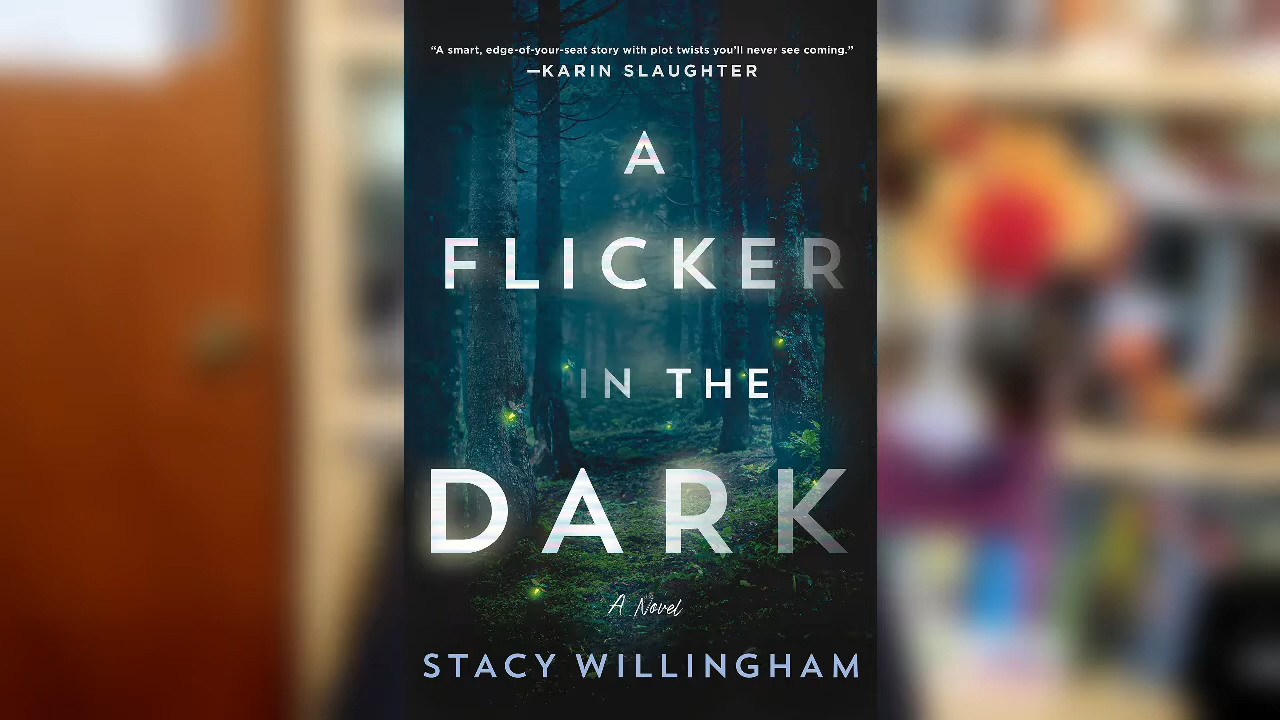 “A smart, edge-of-your-seat story with plot twists you’ll never see coming.”
—KARIN SLAUGHTER
A
FLICKER
IN THE
DARK
A Novel
STACY WILLINGHAM